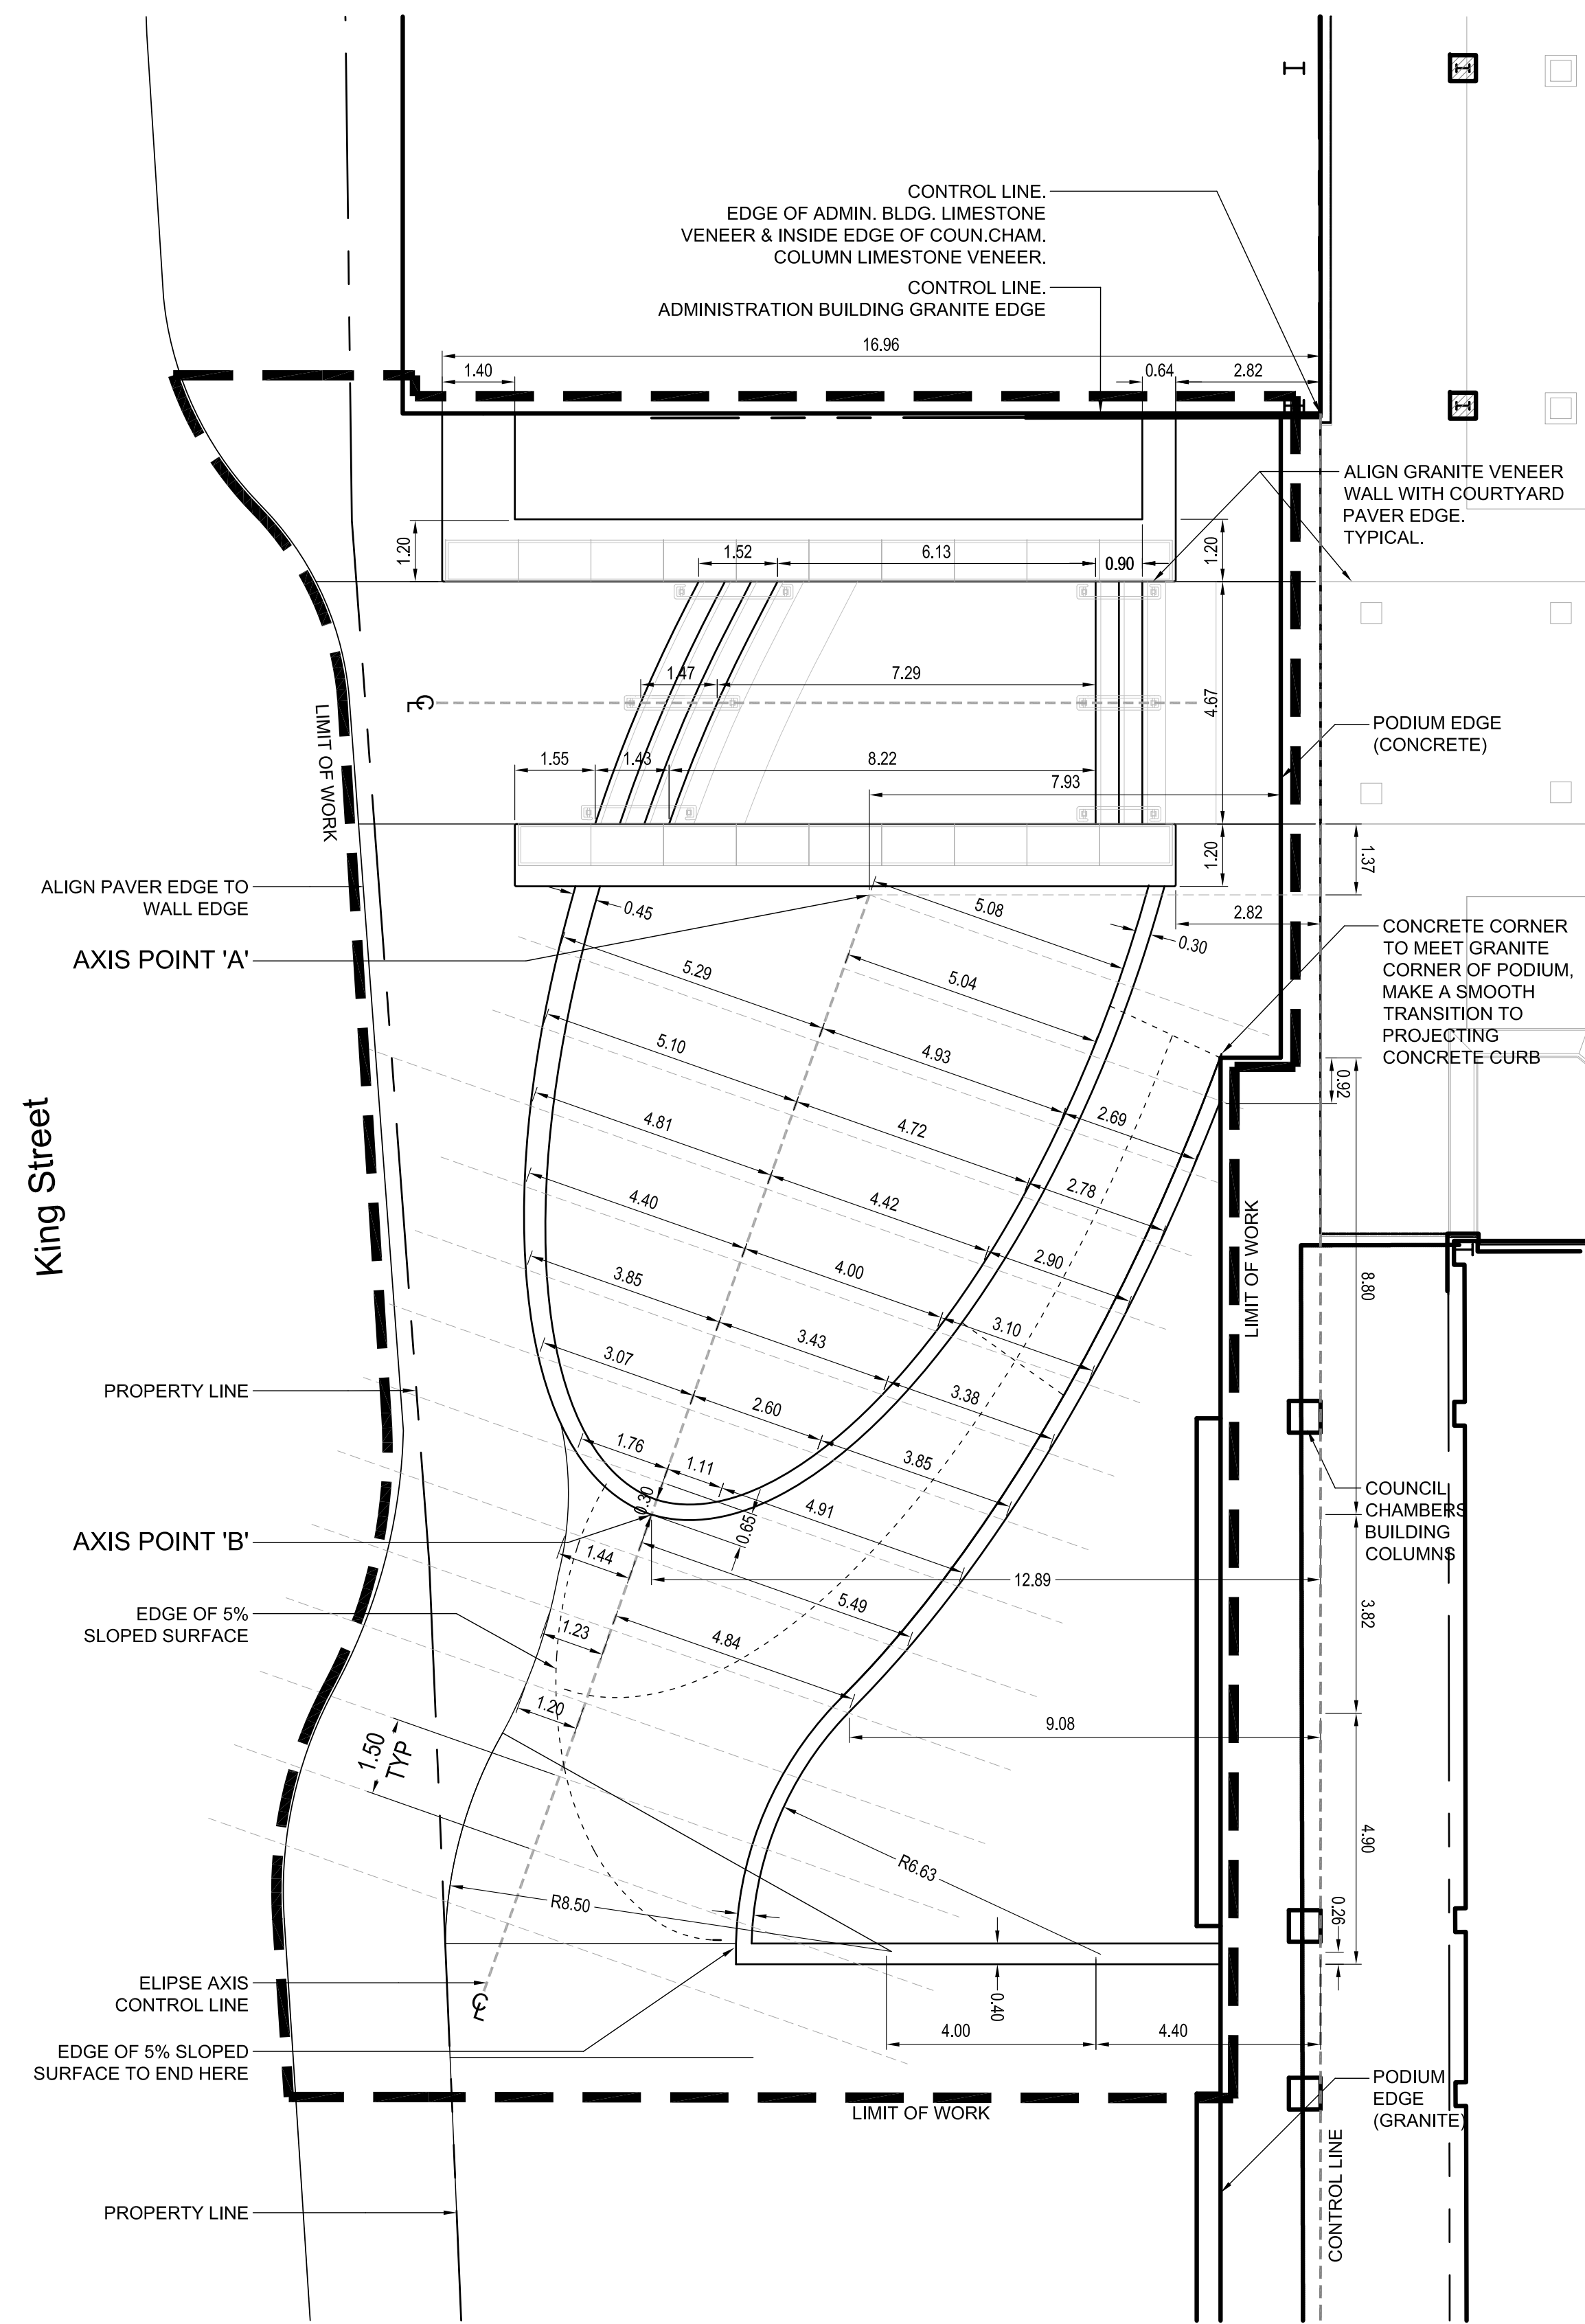 CONTROL LINE.
EDGE OF ADMIN. BLDG. LIMESTONE
VENEER & INSIDE EDGE OF COUN.CHAM.
COLUMN LIMESTONE VENEER.
CONTROL LINE.
ADMINISTRATION BUILDING GRANITE EDGE
16.96
1.40
0.64
2.82
ALIGN GRANITE VENEER
WALL WITH COURTYARD
PAVER EDGE.
TYPICAL.
1.20
1.52
6.13
0.90
1.20
1.47
7.29
4.67
LIMIT OF WORK
PODIUM EDGE
(CONCRETE)
1.55
1.43
8.22
7.93
1.20
1.37
ALIGN PAVER EDGE TO
WALL EDGE
0.45
5.08
2.82
0.30
AXIS POINT 'A'
CONCRETE CORNER
TO MEET GRANITE
CORNER OF PODIUM,
MAKE A SMOOTH
TRANSITION TO
PROJECTING
CONCRETE CURB
5.29
5.04
5.10
4.93
0.92
4.81
4.72
2.69
King Street
4.40
4.42
2.78
LIMIT OF WORK
3.85
4.00
2.90
8.80
3.07
3.43
3.10
PROPERTY LINE
2.60
3.38
1.76
1.11
3.85
0.30
4.91
0.65
COUNCIL
CHAMBERS
BUILDING
COLUMNS
AXIS POINT 'B'
1.44
12.89
5.49
3.82
EDGE OF 5%
SLOPED SURFACE
1.23
4.84
1.20
9.08
1.50
TYP
4.90
R6.63
R8.50
0.26
ELIPSE AXIS
CONTROL LINE
0.40
4.00
4.40
EDGE OF 5% SLOPED
SURFACE TO END HERE
PODIUM
EDGE
(GRANITE)
LIMIT OF WORK
CONTROL LINE
PROPERTY LINE